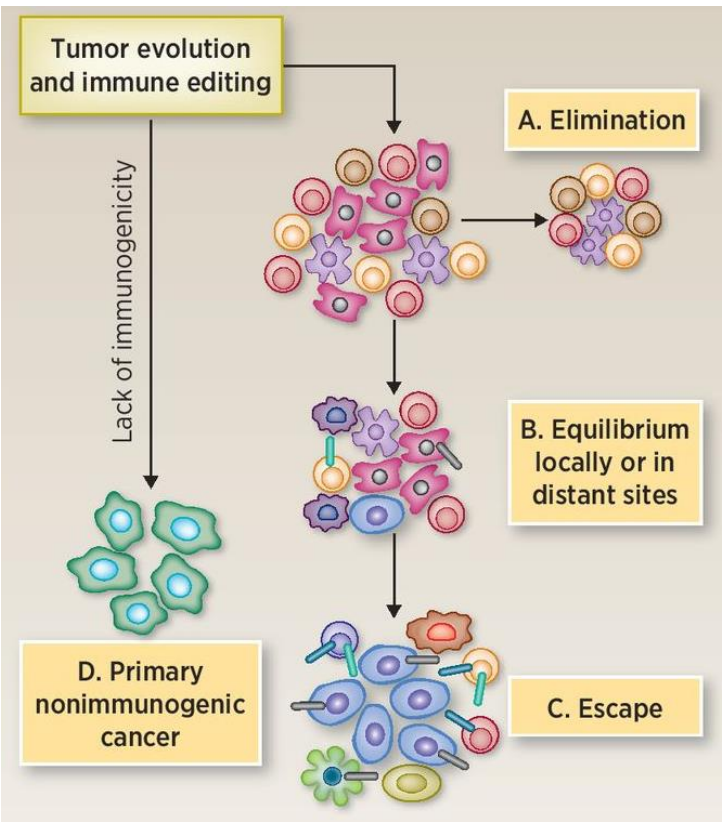 Tumor evolution
and immune editing
A. Elimination
Lack of immunogenicity
B. Equilibrium
locally or in
distant sites
D. Primary
nonimmunogenic
cancer
C. Escape